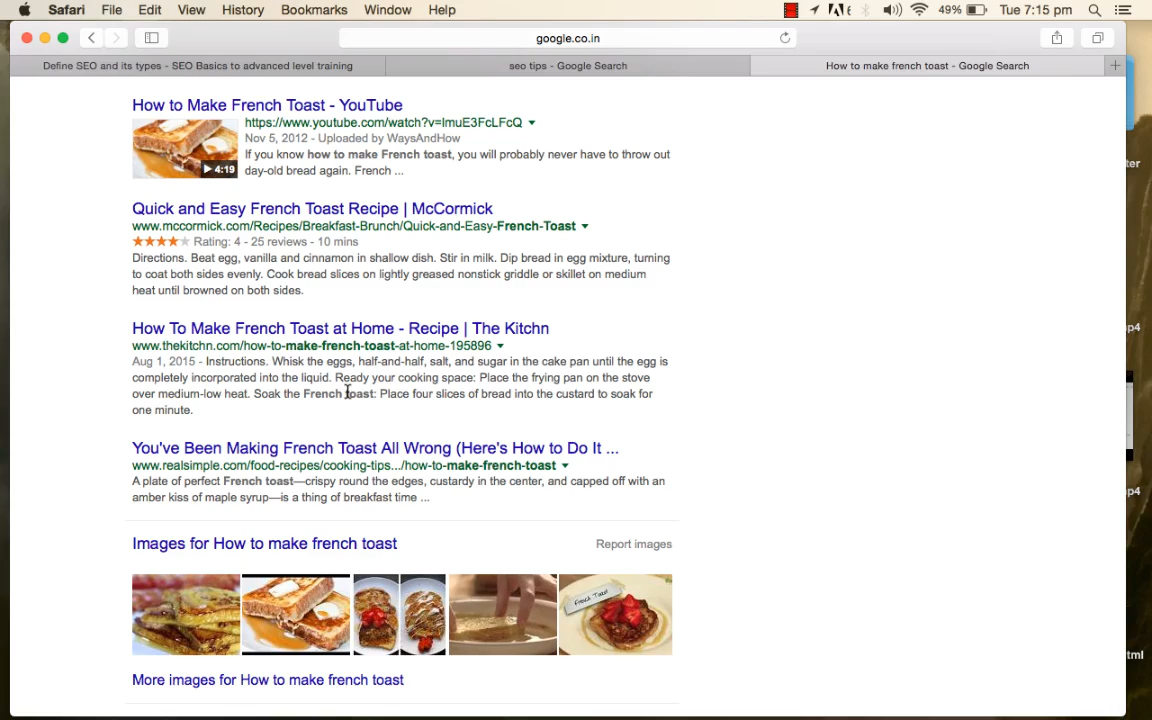 Safari File Edit View History Bookmarks Window Help 49% Tue 7:15 pm
google.co.in
Define SEO and its types - SEO Basics to advanced level training seo tips - Google Search How to make french toast - Google Search
How to Make French Toast - YouTube
https://www.youtube.com/watch?v=lmuE3FcLFcQ
Nov 5, 2012 - Uploaded by WaysAndHow
If you know how to make French toast, you will probably never have to throw out
4:19 day-old bread again. French ...
Quick and Easy French Toast Recipe | McCormick
www.mccormick.com/Recipes/Breakfast-Brunch/Quick-and-Easy-French-Toast
Rating: 4 - 25 reviews - 10 mins
Directions. Beat egg, vanilla and cinnamon in shallow dish. Stir in milk. Dip bread in egg mixture, turning
to coat both sides evenly. Cook bread slices on lightly greased nonstick griddle or skillet on medium
heat until browned on both sides.
How To Make French Toast at Home - Recipe | The Kitchn
www.thekitchn.com/how-to-make-french-toast-at-home-195896
Aug 1, 2015 - Instructions. Whisk the eggs, half-and-half, salt, and sugar in the cake pan until the egg is
completely incorporated into the liquid. Ready your cooking space: Place the frying pan on the stove
over medium-low heat. Soak the French toast: Place four slices of bread into the custard to soak for
one minute.
You've Been Making French Toast All Wrong (Here's How to Do It ...
www.realsimple.com/food-recipes/cooking-tips.../how-to-make-french-toast
A plate of perfect French toast—crispy round the edges, custardy in the center, and capped off with an
amber kiss of maple syrup—is a thing of breakfast time ...
Images for How to make french toast Report images
French Toast
More images for How to make french toast
ter
mp4
mp4
tml